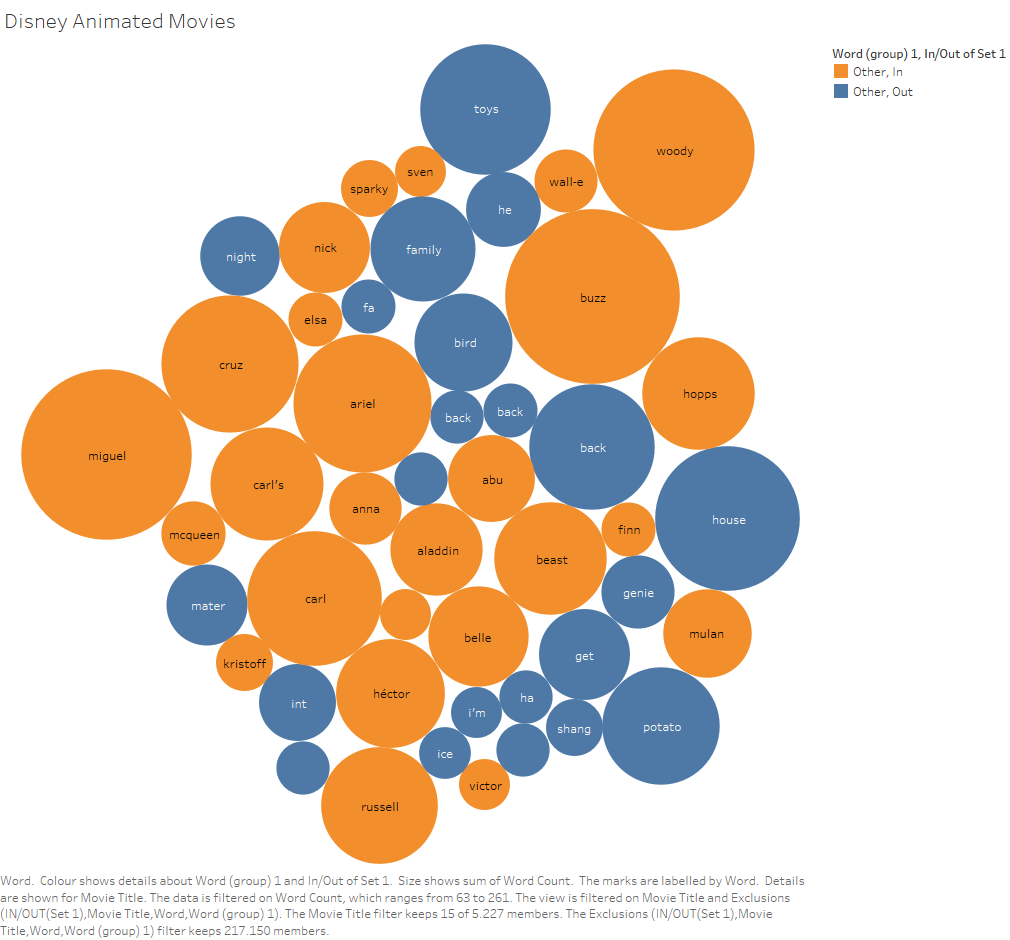 Disney Animated Movies
Word (group) 1, In/Out of Set 1
Other, In
Other, Out
toys
woody
sven
wall-e
sparky
he
nick
family
night
buzz
fa
elsa
bird
cruz
hopps
ariel
back
back
back
miguel
abu
carl's
anna
house
finn
mcqueen
aladdin
beast
genie
carl
mater
mulan
belle
get
kristoff
héctor
ha
int
i'm
potato
shang
ice
victor
russell
Word.  Colour shows details about Word (group) 1 and In/Out of Set 1.  Size shows sum of Word Count.  The marks are labelled by Word.  Details
are shown for Movie Title. The data is filtered on Word Count, which ranges from 63 to 261. The view is filtered on Movie Title and Exclusions
(IN/OUT(Set 1),Movie Title,Word,Word (group) 1). The Movie Title filter keeps 15 of 5.227 members. The Exclusions (IN/OUT(Set 1),Movie
Title,Word,Word (group) 1) filter keeps 217.150 members.